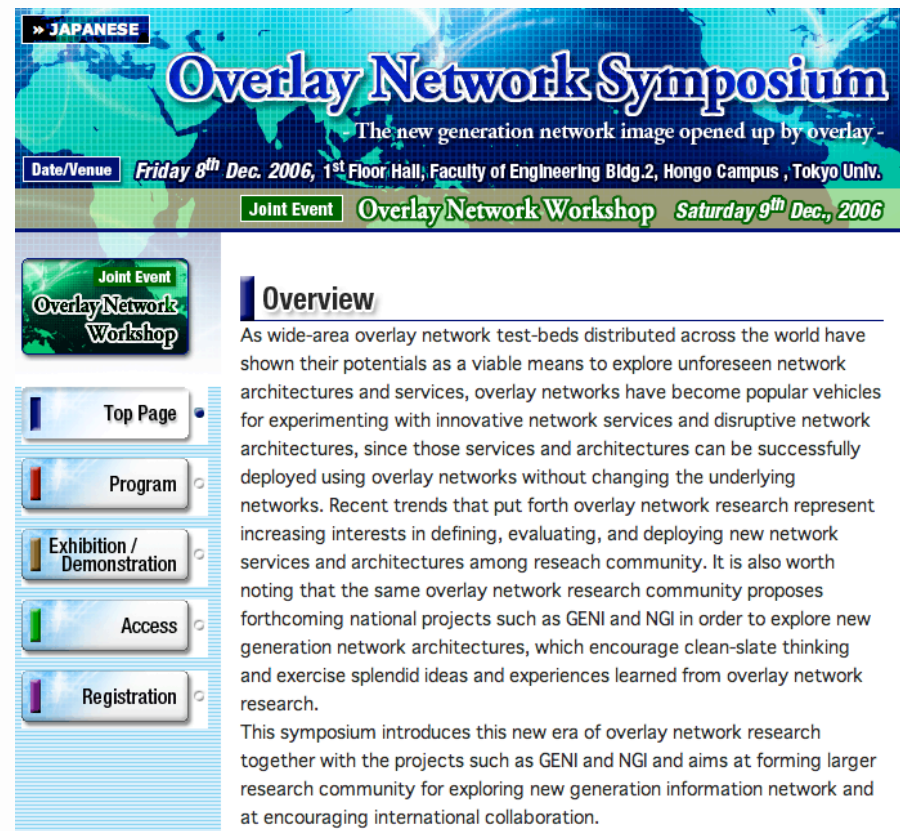 » JAPANESE
Overlay Network Symposium
- The new generation network image opened up by overlay -
Date/Venue Friday 8th Dec. 2006, 1st Floor Hall, Faculty of Engineering Bldg.2, Hongo Campus , Tokyo Univ.
Joint Event Overlay Network Workshop Saturday 9th Dec., 2006
Joint Event
Overlay Network
Workshop
Top Page
Program
Exhibition /
Demonstration
Access
Registration
Overview
As wide-area overlay network test-beds distributed across the world have
shown their potentials as a viable means to explore unforeseen network
architectures and services, overlay networks have become popular vehicles
for experimenting with innovative network services and disruptive network
architectures, since those services and architectures can be successfully
deployed using overlay networks without changing the underlying
networks. Recent trends that put forth overlay network research represent
increasing interests in defining, evaluating, and deploying new network
services and architectures among reseach community. It is also worth
noting that the same overlay network research community proposes
forthcoming national projects such as GENI and NGI in order to explore new
generation network architectures, which encourage clean-slate thinking
and exercise splendid ideas and experiences learned from overlay network
research.
This symposium introduces this new era of overlay network research
together with the projects such as GENI and NGI and aims at forming larger
research community for exploring new generation information network and
at encouraging international collaboration.